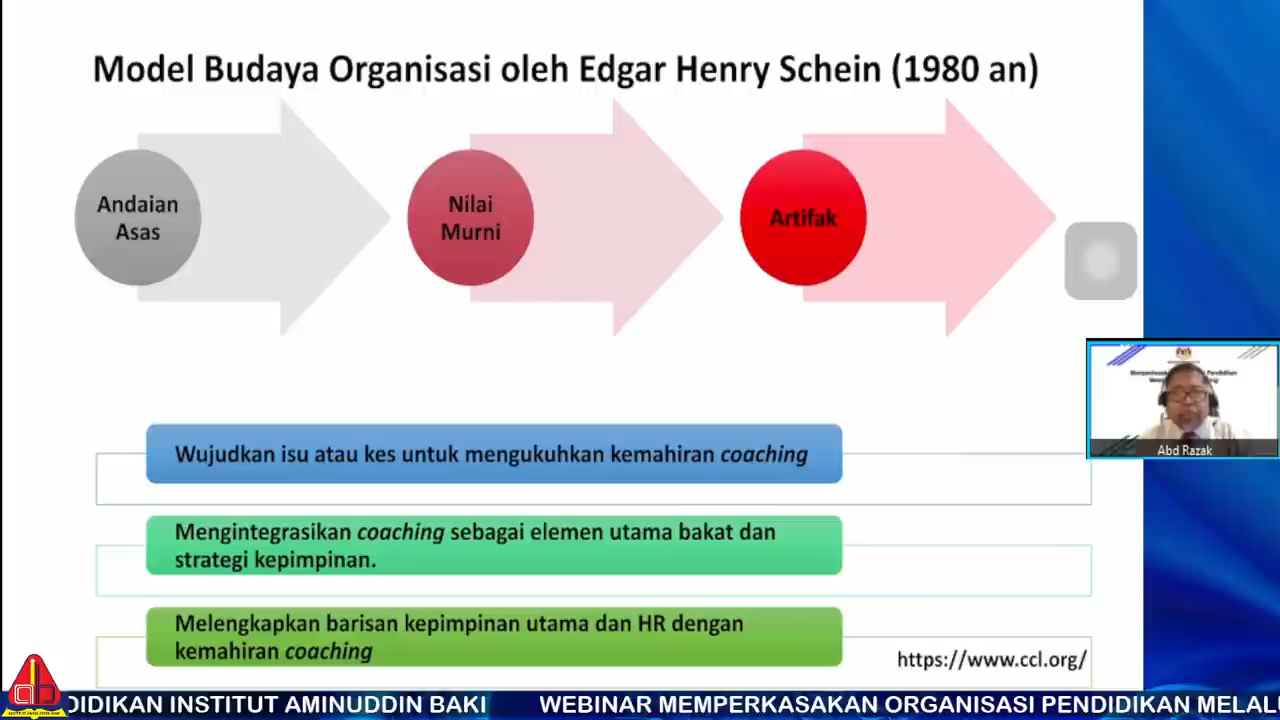 Model Budaya Organisasi oleh Edgar Henry Schein (1980 an)
Andaian
Asas
Nilai
Murni
Artifak
Wujudkan isu atau kes untuk mengukuhkan kemahiran coaching
Mengintegrasikan coaching sebagai elemen utama bakat dan
strategi kepimpinan.
Melengkapkan barisan kepimpinan utama dan HR dengan
kemahiran coaching
https://www.ccl.org/
Abd Razak
DIDIKAN INSTITUT AMINUDDIN BAKI WEBINAR MEMPERKASAKAN ORGANISASI PENDIDIKAN MELAL